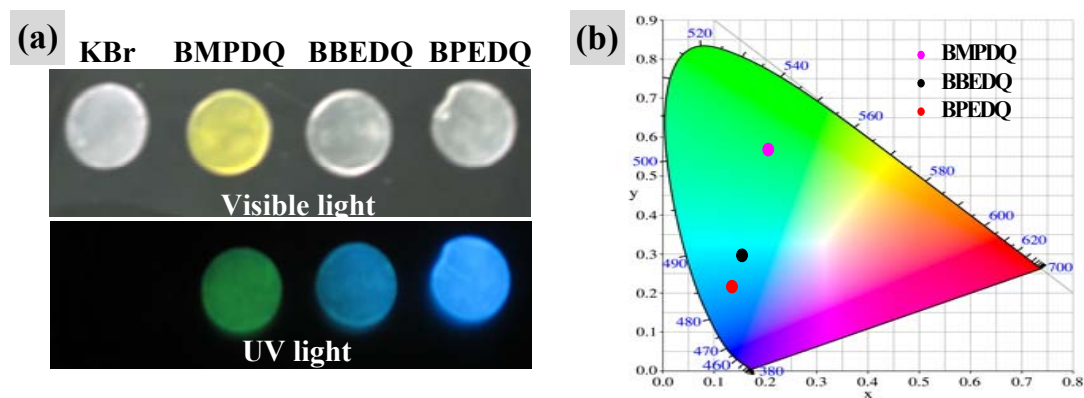 (a)
KBr BMPDQ BBEDQ BPEDQ
Visible light
UV light
(b)
BMPDQ
BBEDQ
BPEDQ
0.9
0.8
0.7
0.6
0.5
0.4
0.3
0.2
0.1
0.0
y
520
540
560
500
580
600
620
490
700
480
470
460
380
0.0 0.1 0.2 0.3 0.4 0.5 0.6 0.7 0.8
x